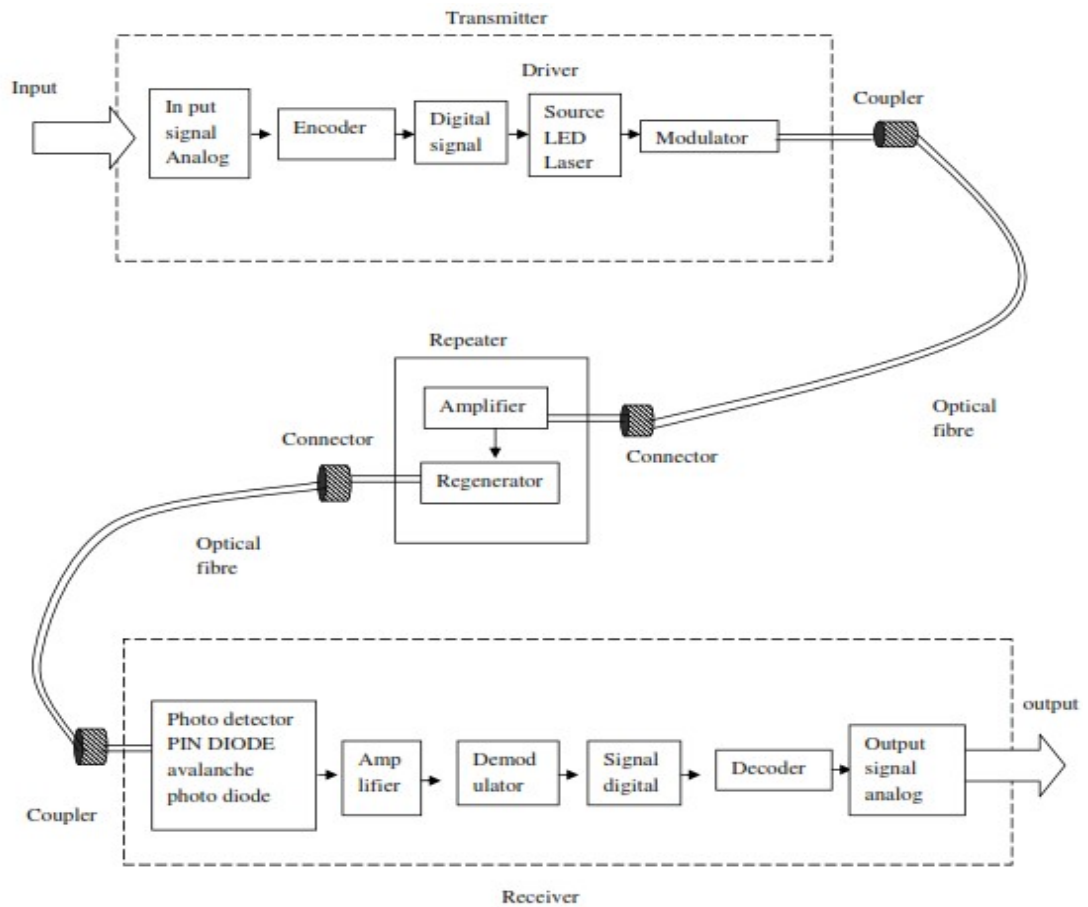 Transmitter
Input
Driver
Coupler
In put
signal
Analog
Encoder
Digital
signal
Source
LED
Laser
Modulator
Repeater
Amplifier
Regenerator
Connector
Connector
Optical
fibre
Optical
fibre
Photo detector
PIN DIODE
avalanche
photo diode
Amp
lifier
Demod
ulator
Signal
digital
Decoder
Output
signal
analog
output
Coupler
Receiver